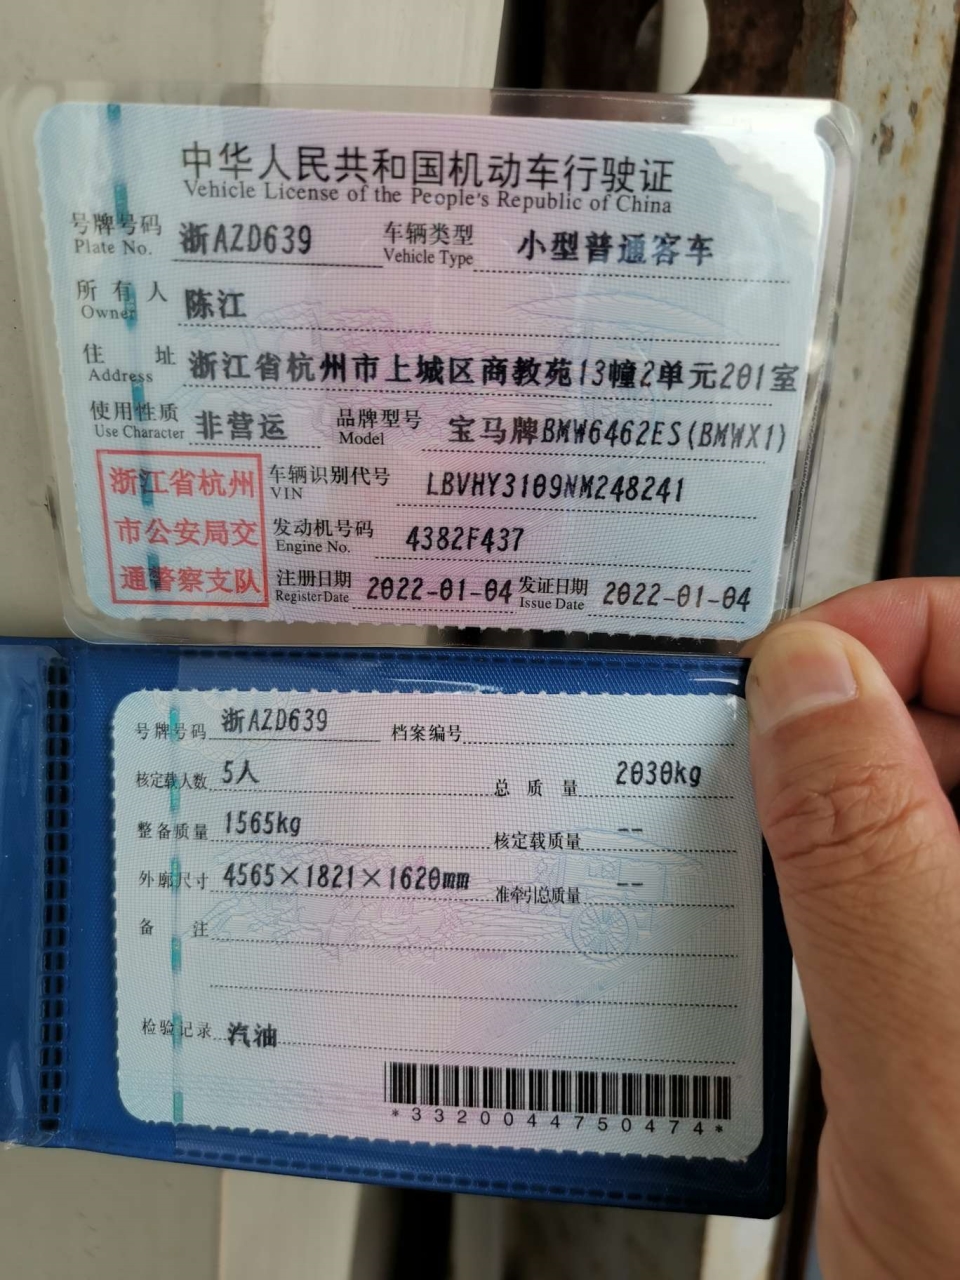 中华人民共和国机动车行驶证
Vehicle License of the People's Republic of China
号牌号码 浙AZD639 车辆类型 小型普通客车
Plate No. Vehicle Type
所有人 陈江
Owner
住址 浙江省杭州市上城区商教苑13幢2单元201室
Address
使用性质 非营运 品牌型号 宝马牌BMW6462ES(BMWX1)
Use Character Model
浙江省杭州
市公安局交
通警察支队
车辆识别代号 LBVHY3109NM248241
VIN
发动机号码 4382F437
Engine No.
注册日期 2022-01-04 发证日期 2022-01-04
Register Date Issue Date
号牌号码 浙AZD639 档案编号
核定载人数 5人 总质量 2030kg
整备质量 1565kg 核定载质量 --
外廓尺寸 4565×1821×1620mm 准牵引总质量 --
备注
检验记录 汽油
*3320044750474*